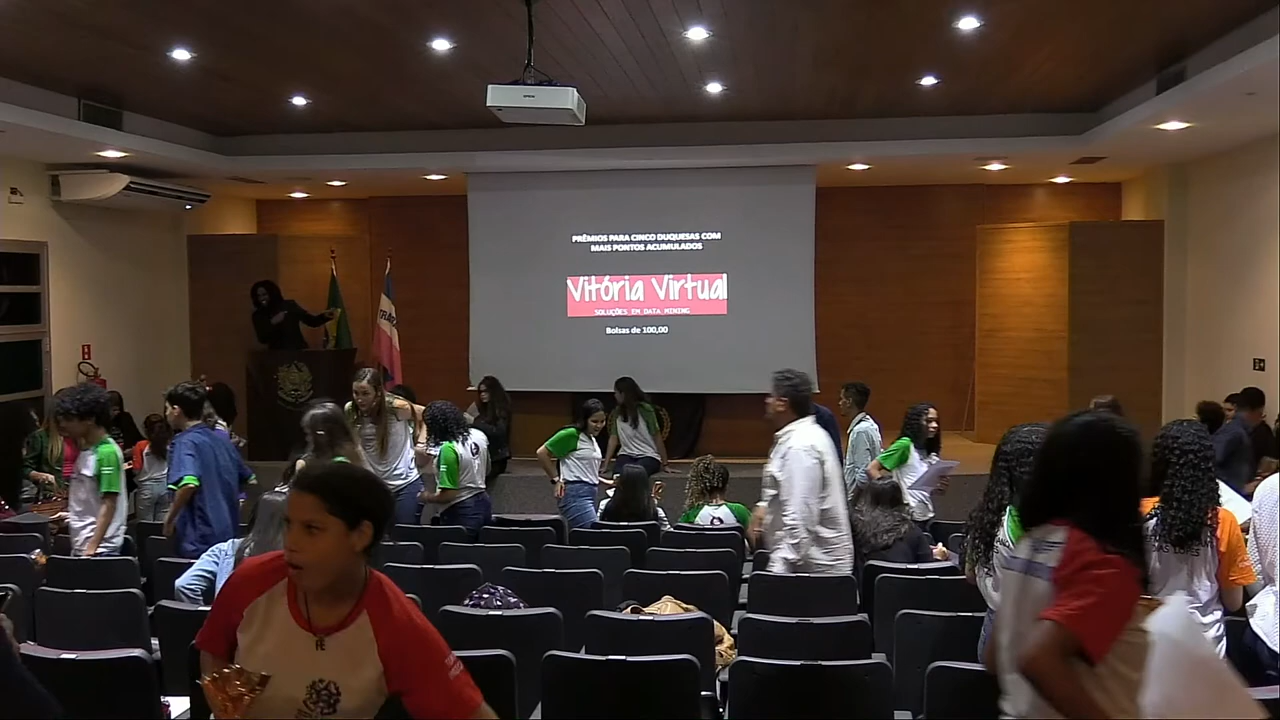 PRÊMIOS PARA CINCO DUQUESAS COM
MAIS PONTOS ACUMULADOS
Vitória Virtual
SOLUÇÕES EM DATA MINING
Bolsas de 100,00